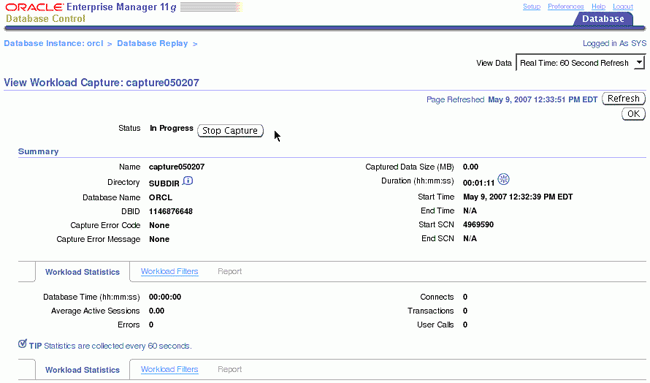 ORACLE Enterprise Manager 11g
Setup Preferences Help Logout
Database Control
Database
Database Instance: orcl > Database Replay >
Logged in As SYS
View Data Real Time: 60 Second Refresh
View Workload Capture: capture050207
Page Refreshed May 9, 2007 12:33:51 PM EDT Refresh
OK
Status In Progress Stop Capture
Summary
Name capture050207 Captured Data Size (MB) 0.00
Directory SUBDIR Duration (hh:mm:ss) 00:01:11
Database Name ORCL Start Time May 9, 2007 12:32:39 PM EDT
DBID 1146876648 End Time N/A
Capture Error Code None Start SCN 4969590
Capture Error Message None End SCN N/A
Workload Statistics Workload Filters Report
Database Time (hh:mm:ss) 00:00:00 Connects 0
Average Active Sessions 0.00 Transactions 0
Errors 0 User Calls 0
TIP Statistics are collected every 60 seconds.
Workload Statistics Workload Filters Report